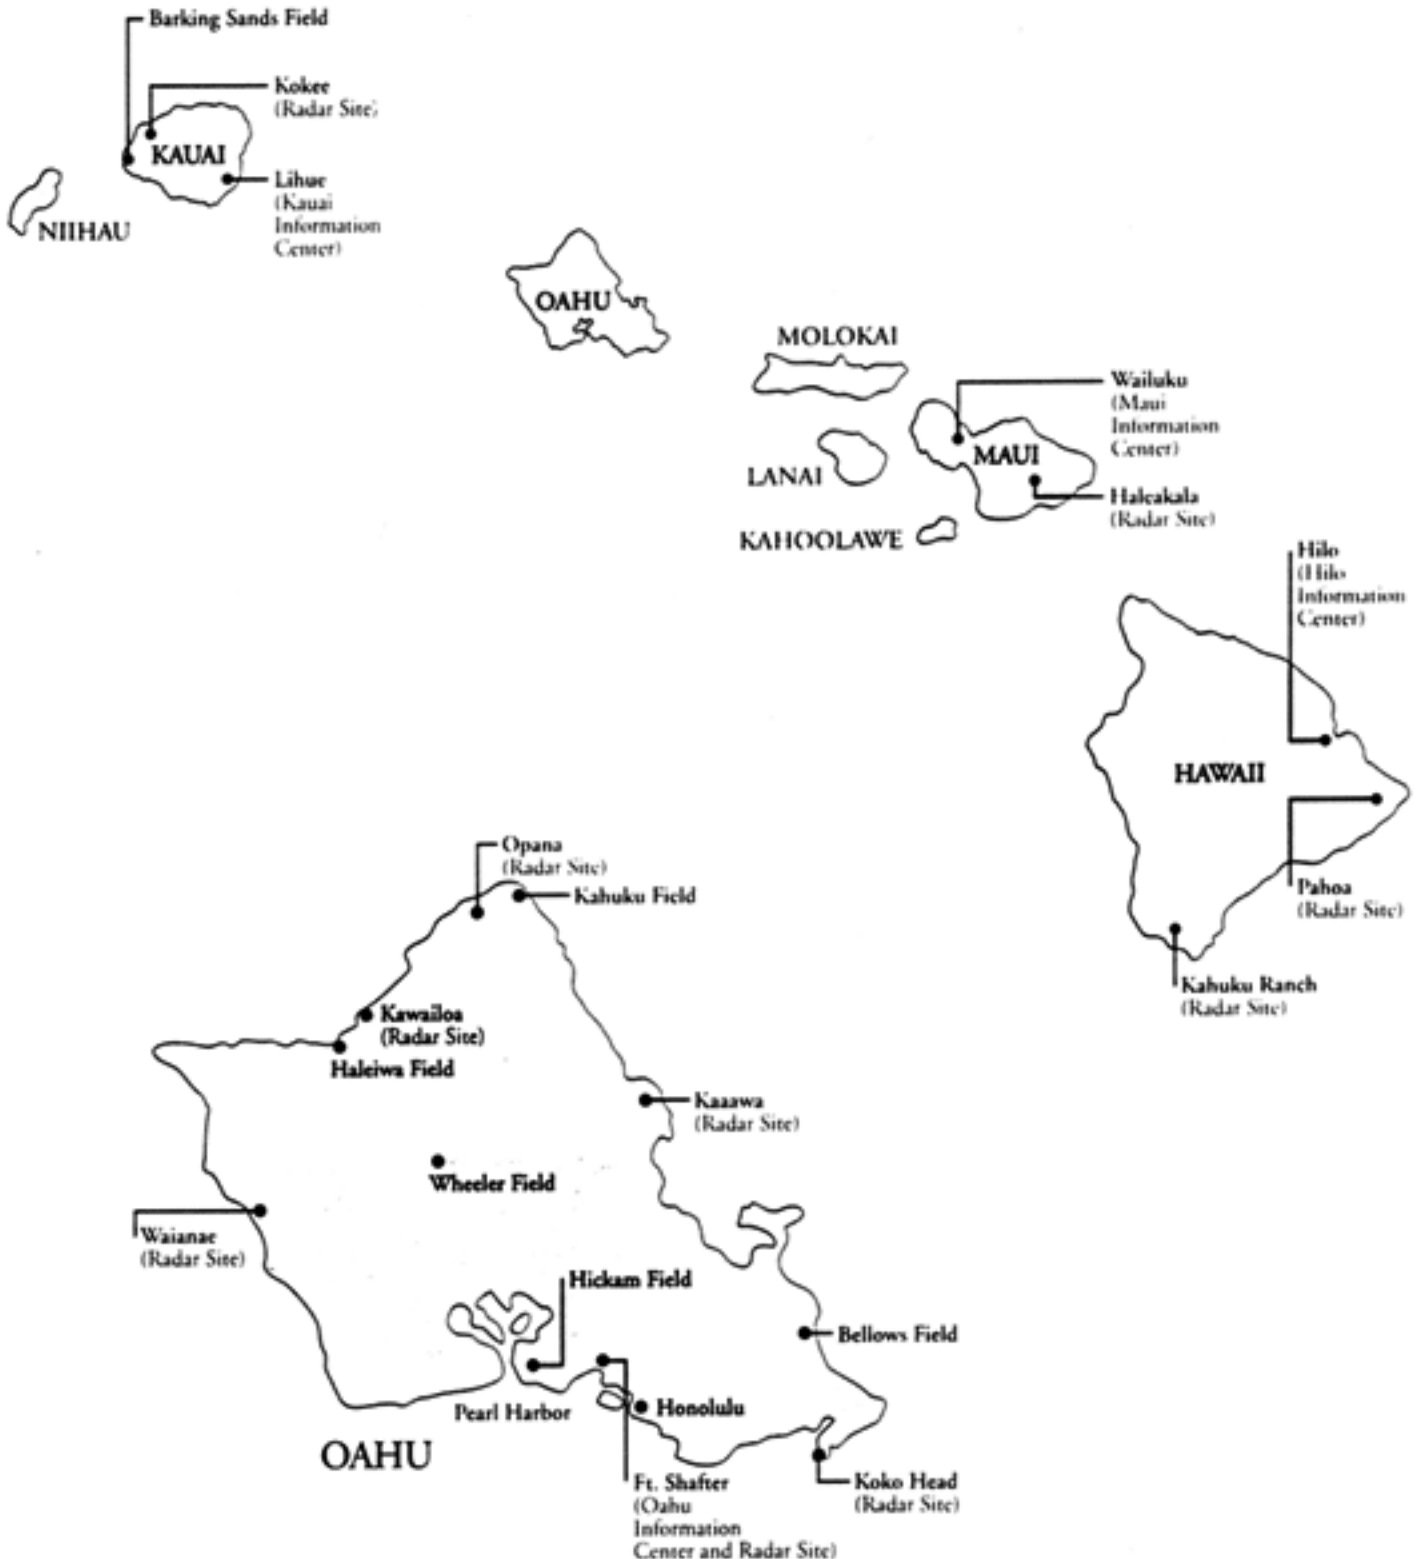 Barking Sands Field
Kokee
(Radar Site)
KAUAI
Lihue
(Kauai
Information
Center)
NIIHAU
OAHU
MOLOKAI
Wailuku
(Maui
Information
Center)
MAUI
LANAI
Haleakala
(Radar Site)
KAHOOLAWE
Hilo
(Hilo
Information
Center)
HAWAII
Pahoa
(Radar Site)
Kahuku Ranch
(Radar Site)
Opana
(Radar Site)
Kahuku Field
Kawailoa
(Radar Site)
Haleiwa Field
Kaaawa
(Radar Site)
Wheeler Field
Waianae
(Radar Site)
Hickam Field
Bellows Field
Pearl Harbor
Honolulu
OAHU
Ft. Shafter
(Oahu
Information
Center and Radar Site)
Koko Head
(Radar Site)